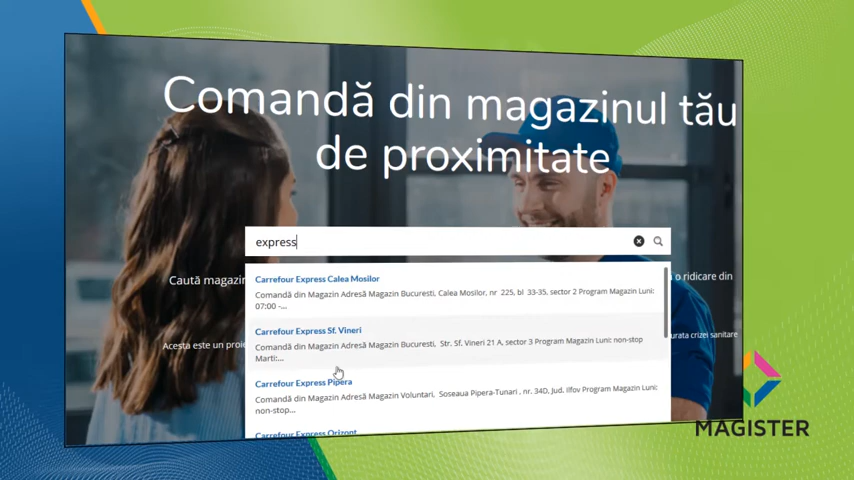 Comandă din magazinul tău
de proximitate
express
Caută magazin
o ridicare din
Carrefour Express Calea Mosilor
Comandă din Magazin Adresă Magazin Bucuresti, Calea Mosilor, nr 225, bl 33-35, sector 2 Program Magazin Luni:
07:00 -...
Carrefour Express Sf. Vineri
Comandă din Magazin Adresă Magazin Bucuresti, Str. Sf. Vineri 21 A, sector 3 Program Magazin Luni: non-stop
Marti:...
Acesta este un
crizei sanitare
Carrefour Express Pipera
Comandă din Magazin Adresă Magazin Voluntari, Soseaua Pipera-Tunari , nr. 34D, Jud. Ilfov Program Magazin Luni:
non-stop...
Carrefour Express Orizont
MAGISTER